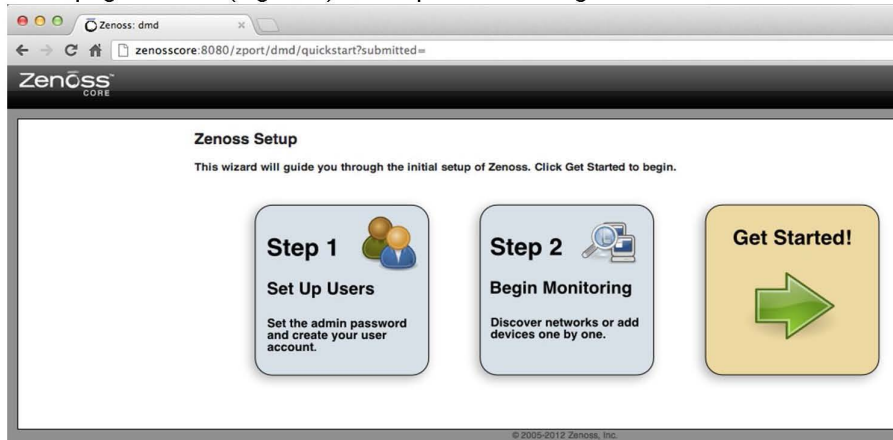 Zenoss: dmd
zenosscore:8080/zport/dmd/quickstart?submitted=
Zenōss™
CORE
Zenoss Setup
This wizard will guide you through the initial setup of Zenoss. Click Get Started to begin.
Step 1
Set Up Users
Set the admin password
and create your user
account.
Step 2
Begin Monitoring
Discover networks or add
devices one by one.
Get Started!
© 2005-2012 Zenoss, Inc.